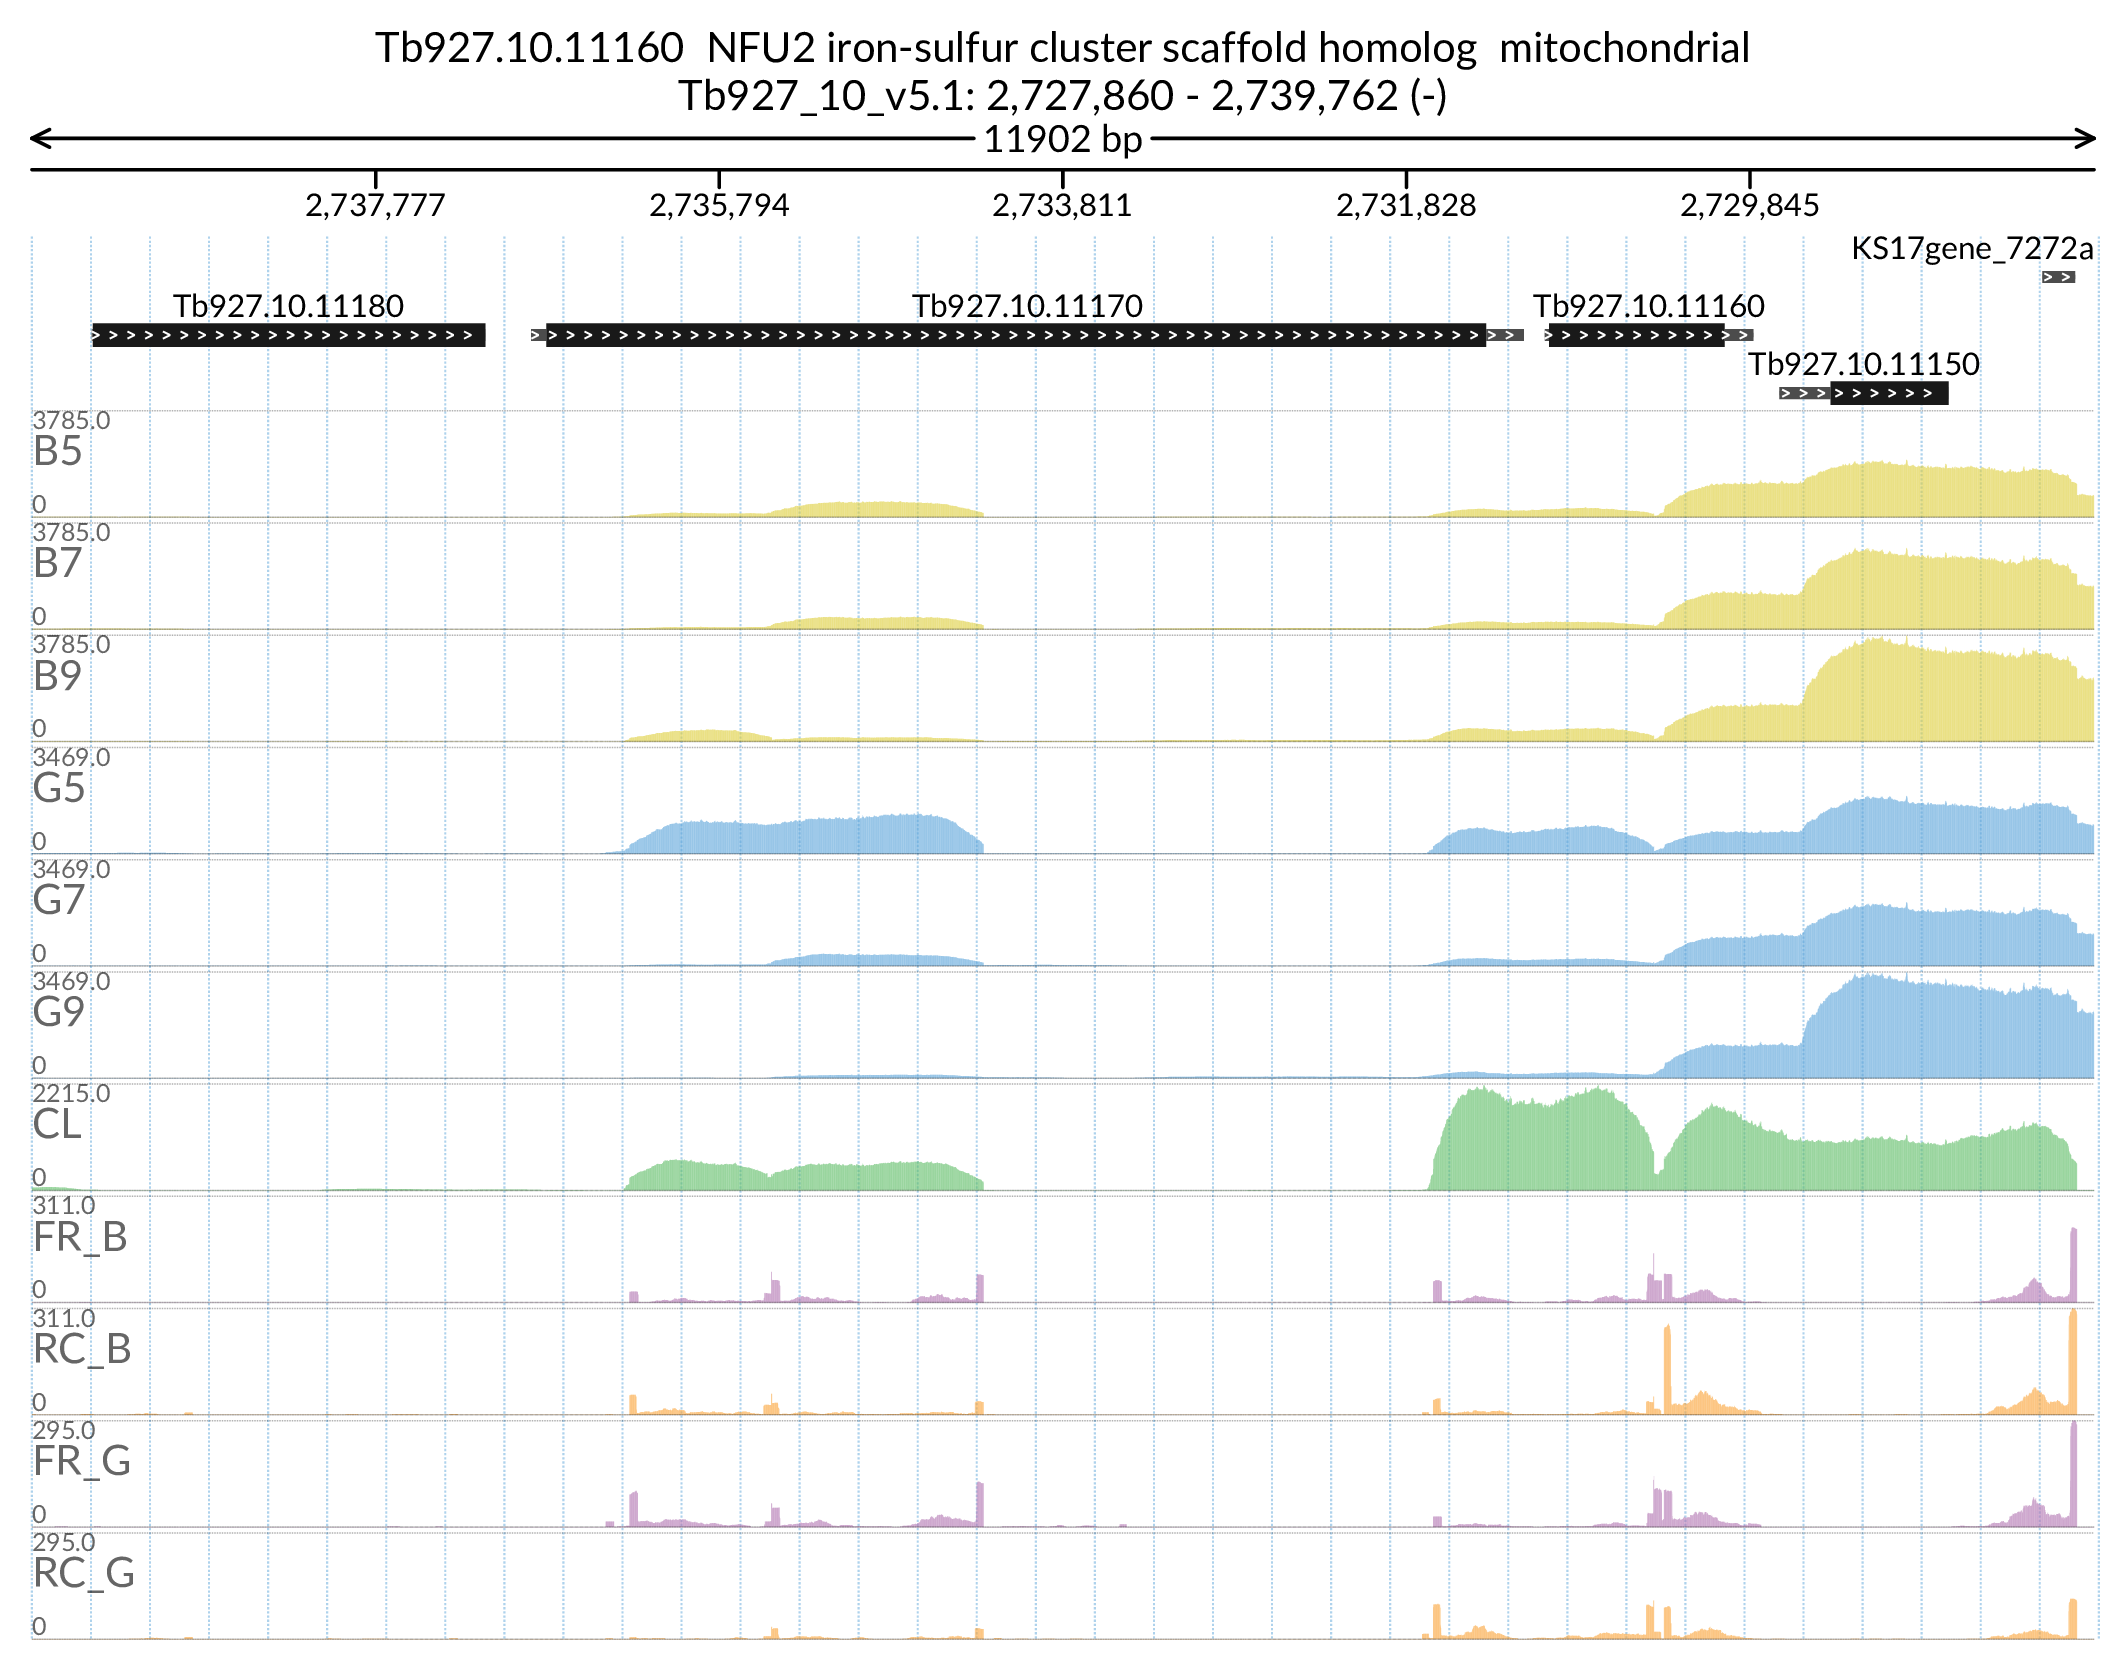 Tb927.10.11160 NFU2 iron-sulfur cluster scaffold homolog mitochondrial
Tb927_10_v5.1: 2,727,860 - 2,739,762 (-)
11902 bp
2,737,777 2,735,794 2,733,811 2,731,828 2,729,845
KS17gene_7272a
Tb927.10.11180 Tb927.10.11170 Tb927.10.11160
Tb927.10.11150
3785.0
B5
0
3785.0
B7
0
3785.0
B9
0
3469.0
G5
0
3469.0
G7
0
3469.0
G9
0
2215.0
CL
0
311.0
FR_B
0
311.0
RC_B
0
295.0
FR_G
0
295.0
RC_G
0